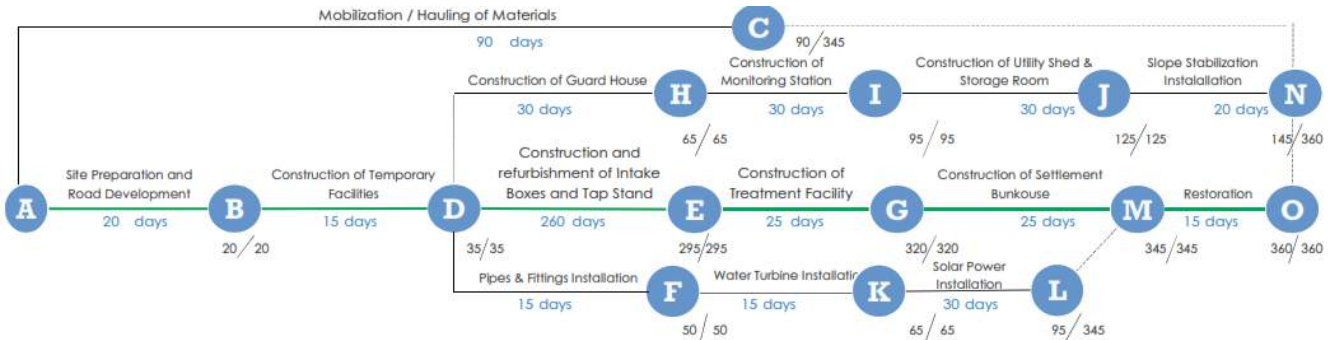 Mobilization / Hauling of Materials
90 days
C
90/345
Construction of Guard House
30 days
H
65/65
Construction of
Monitoring Station
30 days
I
95/95
Construction of Utility Shed &
Storage Room
30 days
J
125/125
Slope Stabilization
Instalallation
20 days
N
145/360
A
Site Preparation and
Road Development
20 days
B
20/20
Construction of Temporary
Facilities
15 days
D
35/35
Construction and
refurbishment of Intake
Boxes and Tap Stand
260 days
E
295/295
Construction of
Treatment Facility
25 days
G
320/320
Construction of Settlement
Bunkouse
25 days
M
345/345
Restoration
15 days
O
360/360
Pipes & Fittings Installation
15 days
F
50/50
Water Turbine Installatic
15 days
K
65/65
Solar Power
Installation
30 days
L
95/345